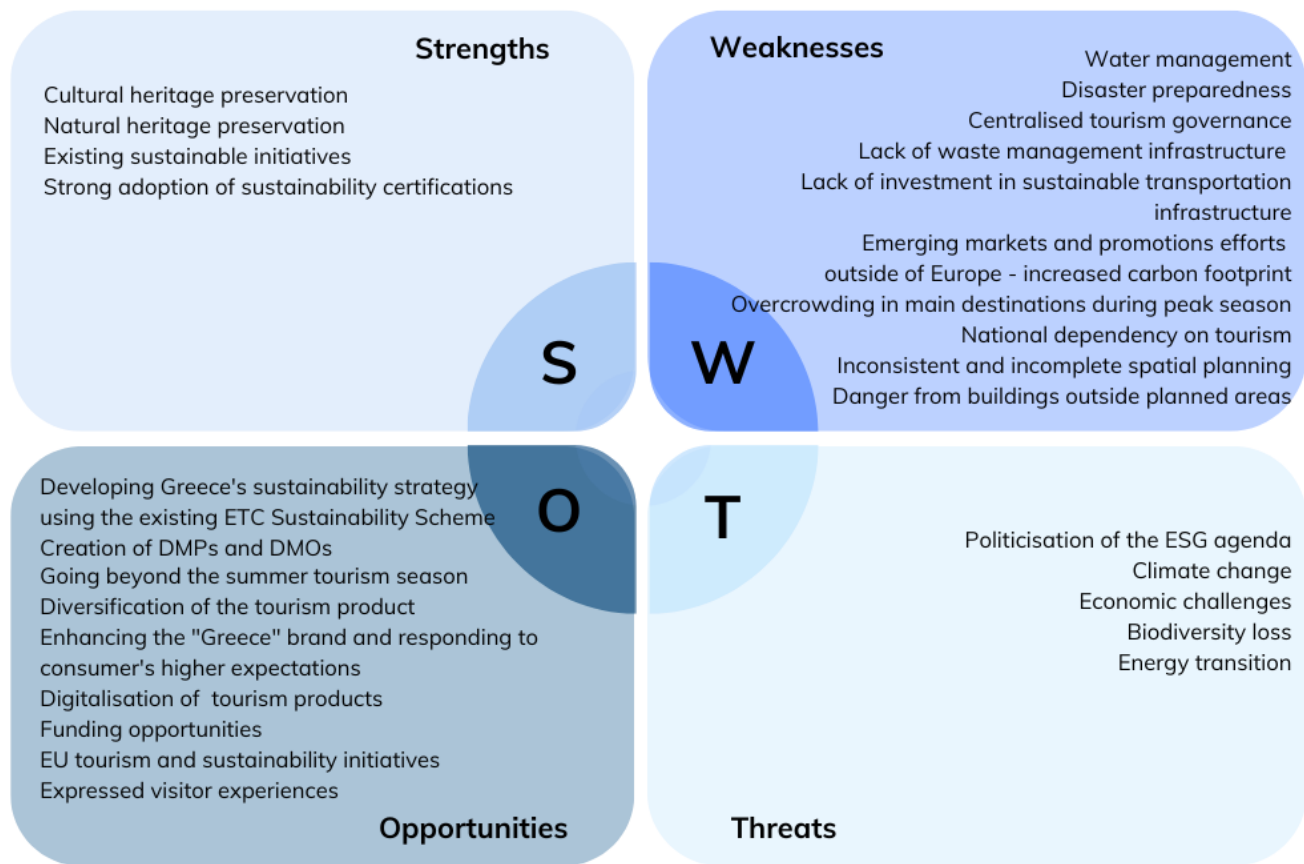 Strengths
Cultural heritage preservation
Natural heritage preservation
Existing sustainable initiatives
Strong adoption of sustainability certifications
S
Weaknesses
Water management
Disaster preparedness
Centralised tourism governance
Lack of waste management infrastructure
Lack of investment in sustainable transportation
infrastructure
Emerging markets and promotions efforts
outside of Europe - increased carbon footprint
Overcrowding in main destinations during peak season
National dependency on tourism
Inconsistent and incomplete spatial planning
Danger from buildings outside planned areas
W
Developing Greece's sustainability strategy
using the existing ETC Sustainability Scheme
Creation of DMPs and DMOs
Going beyond the summer tourism season
Diversification of the tourism product
Enhancing the "Greece" brand and responding to
consumer's higher expectations
Digitalisation of tourism products
Funding opportunities
EU tourism and sustainability initiatives
Expressed visitor experiences
O
Opportunities
T
Politicisation of the ESG agenda
Climate change
Economic challenges
Biodiversity loss
Energy transition
Threats